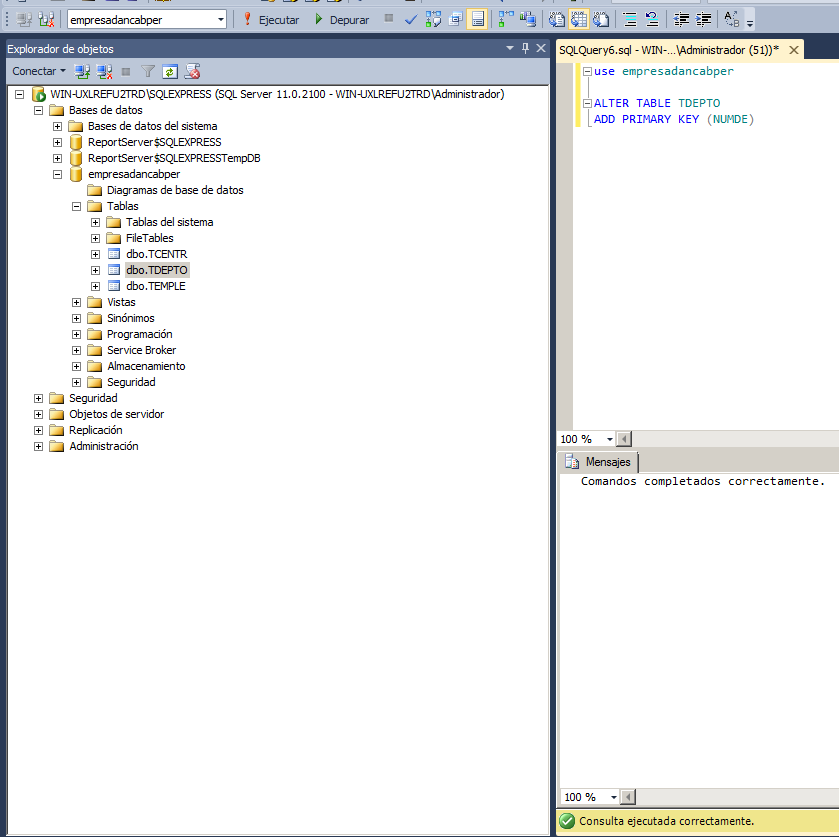 empresadancabper
Ejecutar
Depurar
Explorador de objetos
Conectar
WIN-UXLREFU2TRD\SQLEXPRESS (SQL Server 11.0.2100 - WIN-UXLREFU2TRD\Administrador)
Bases de datos
Bases de datos del sistema
ReportServer$SQLEXPRESS
ReportServer$SQLEXPRESSTempDB
empresadancabper
Diagramas de base de datos
Tablas
Tablas del sistema
FileTables
dbo.TCENTR
dbo.TDEPTO
dbo.TEMPLE
Vistas
Sinónimos
Programación
Service Broker
Almacenamiento
Seguridad
Seguridad
Objetos de servidor
Replicación
Administración
SQLQuery6.sql - WIN-...\Administrador (51))*
use empresadancabper
ALTER TABLE TDEPTO
ADD PRIMARY KEY (NUMDE)
100 %
Mensajes
Comandos completados correctamente.
100 %
Consulta ejecutada correctamente.